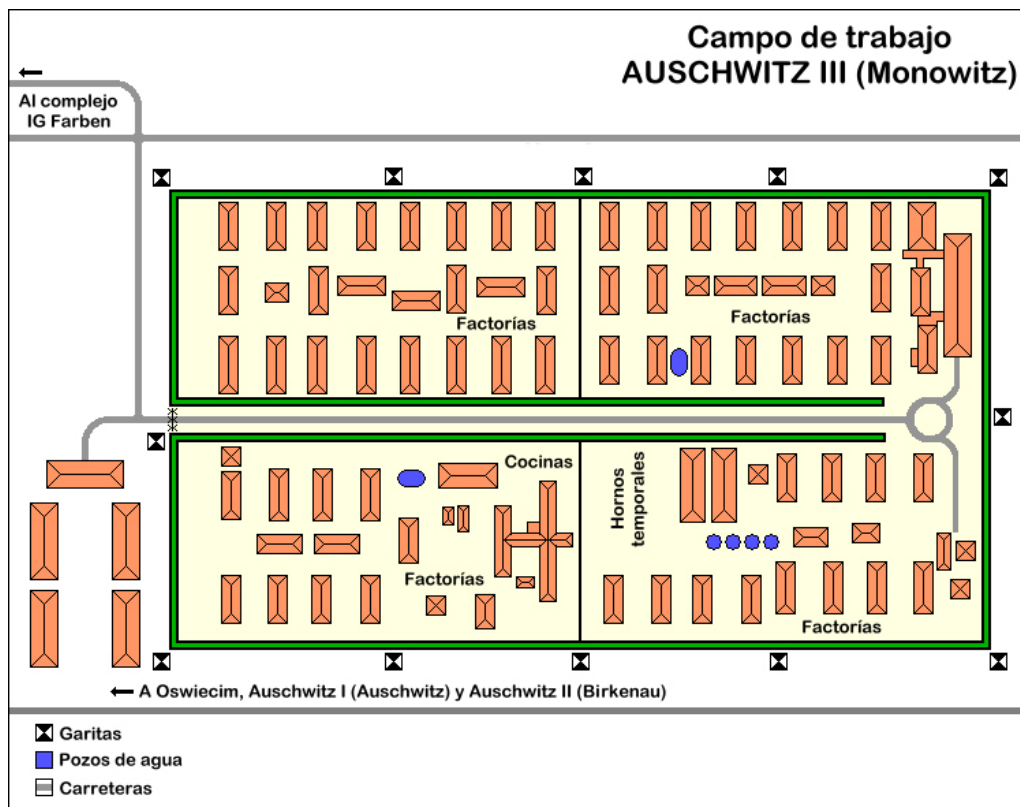 Campo de trabajo
AUSCHWITZ III (Monowitz)
Al complejo
IG Farben
Factorías
Factorías
Cocinas
Hornos
temporales
Factorías
Factorías
A Oswiecim, Auschwitz I (Auschwitz) y Auschwitz II (Birkenau)
Garitas
Pozos de agua
Carreteras